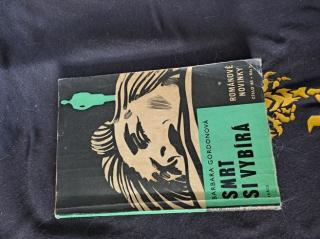 BARBARA GORDONOVÁ
SMRT
SI VYBÍRÁ
ROMÁNOVÉ
NOVINKY